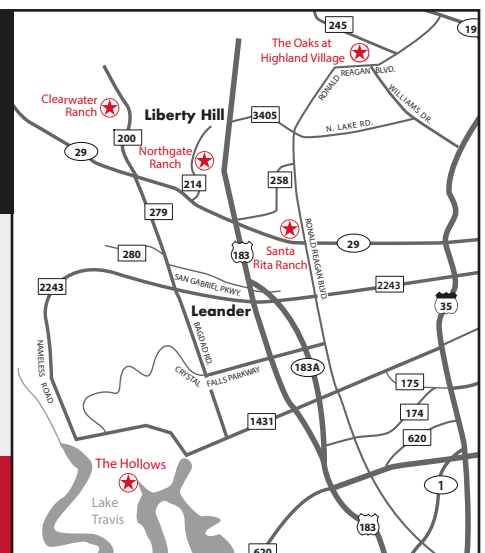 245
19
The Oaks at
Highland Village
RONALD REAGAN BLVD.
WILLIAMS DR.
Clearwater
Ranch
Liberty Hill
3405
N. LAKE RD.
200
29
Northgate
Ranch
214
258
279
RONALD REAGAN BLVD.
Santa
Rita Ranch
29
280
183
SAN GABRIEL PKWY.
2243
2243
35
Leander
BAGDAD RD.
NAMELESS ROAD
CRYSTAL FALLS PARKWAY
183A
175
174
1431
620
The Hollows
Lake
Travis
1
183
620